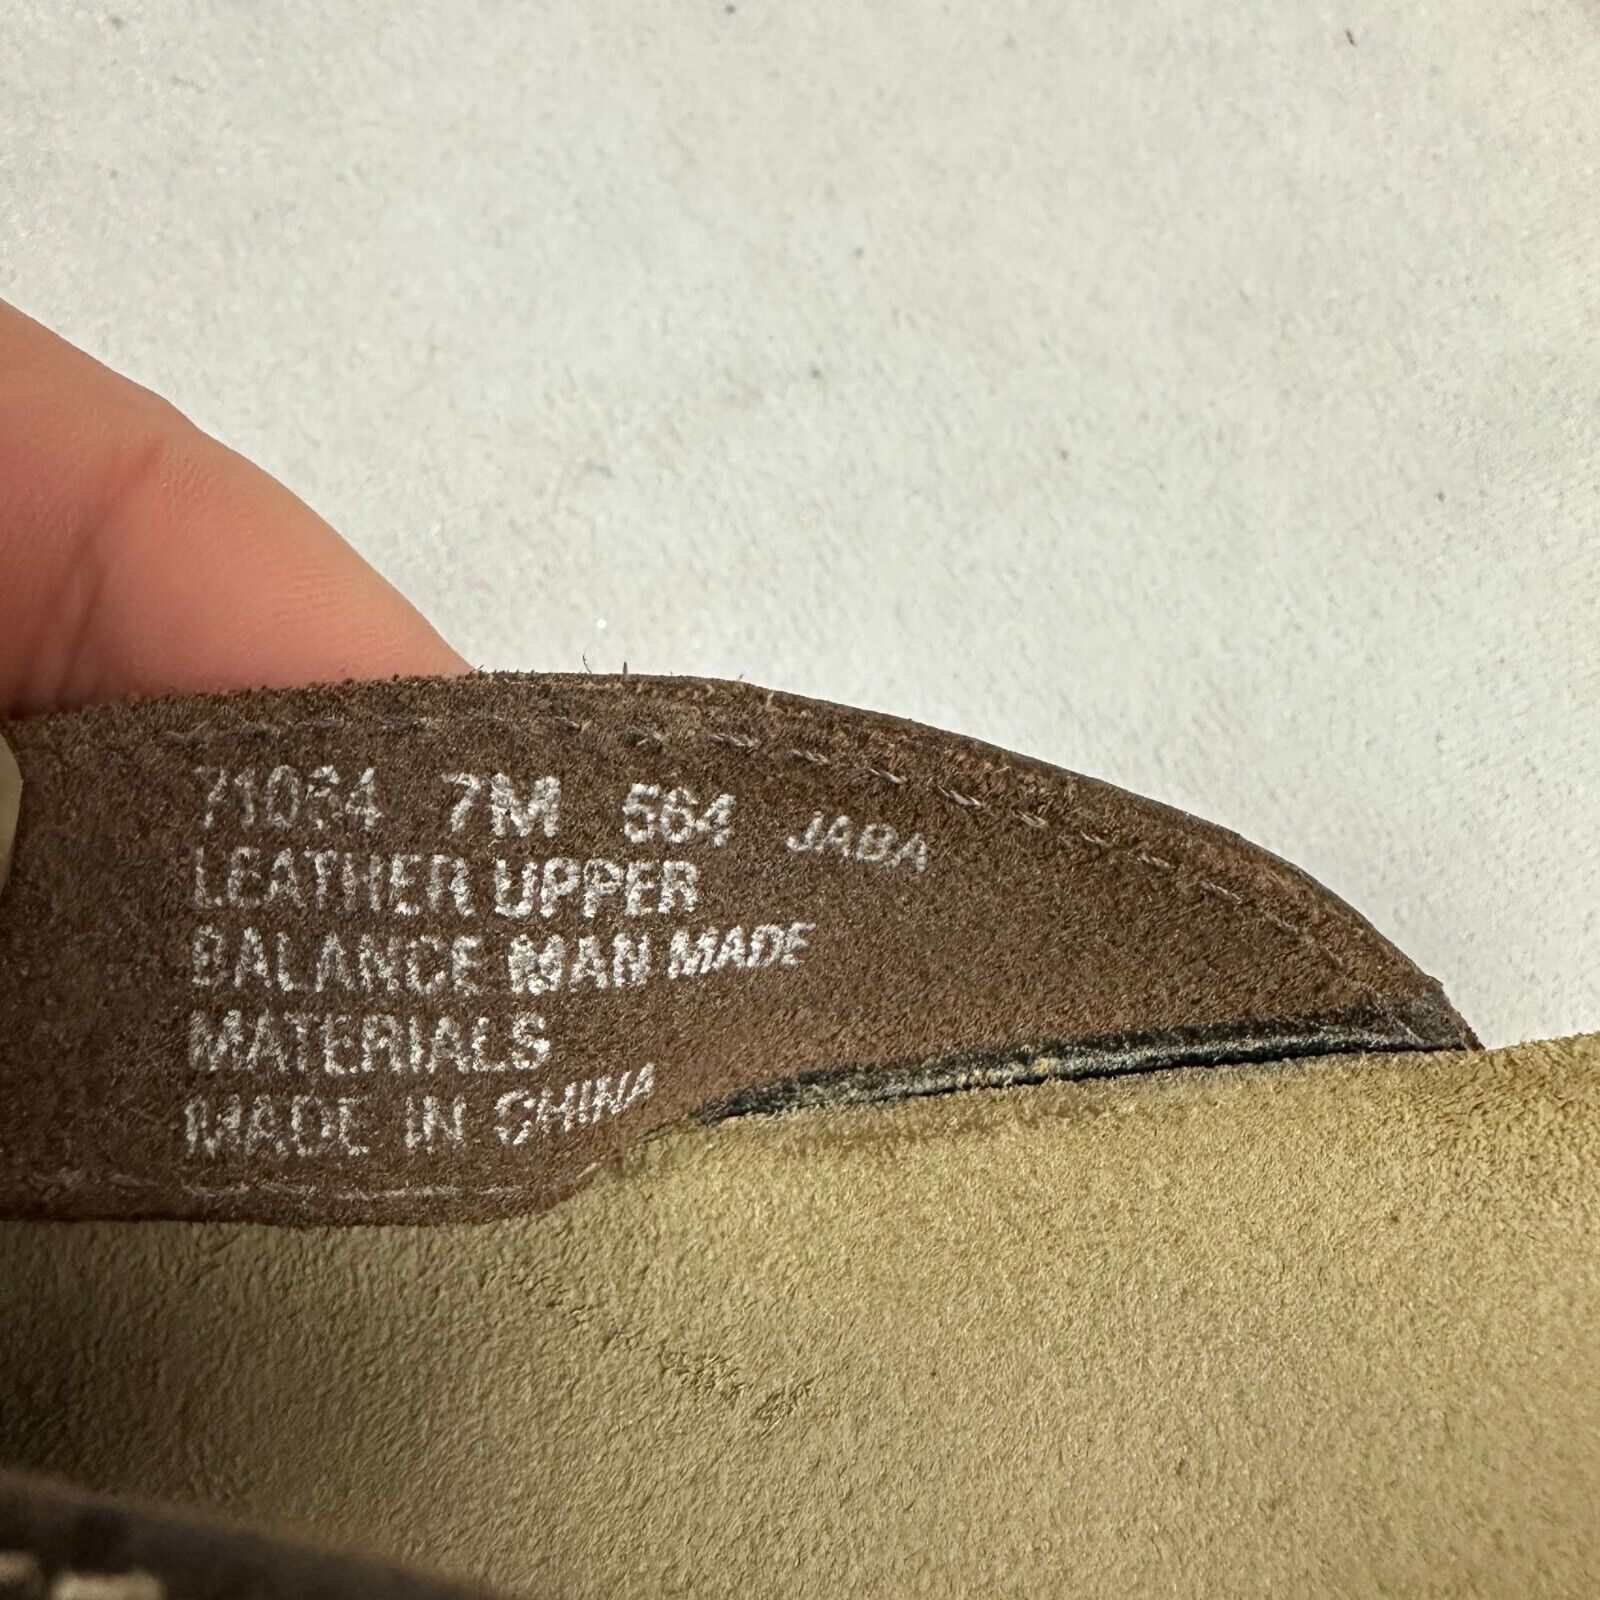 71064 7M 564 JABA
LEATHER UPPER
BALANCE MAN MADE
MATERIALS
MADE IN CHINA